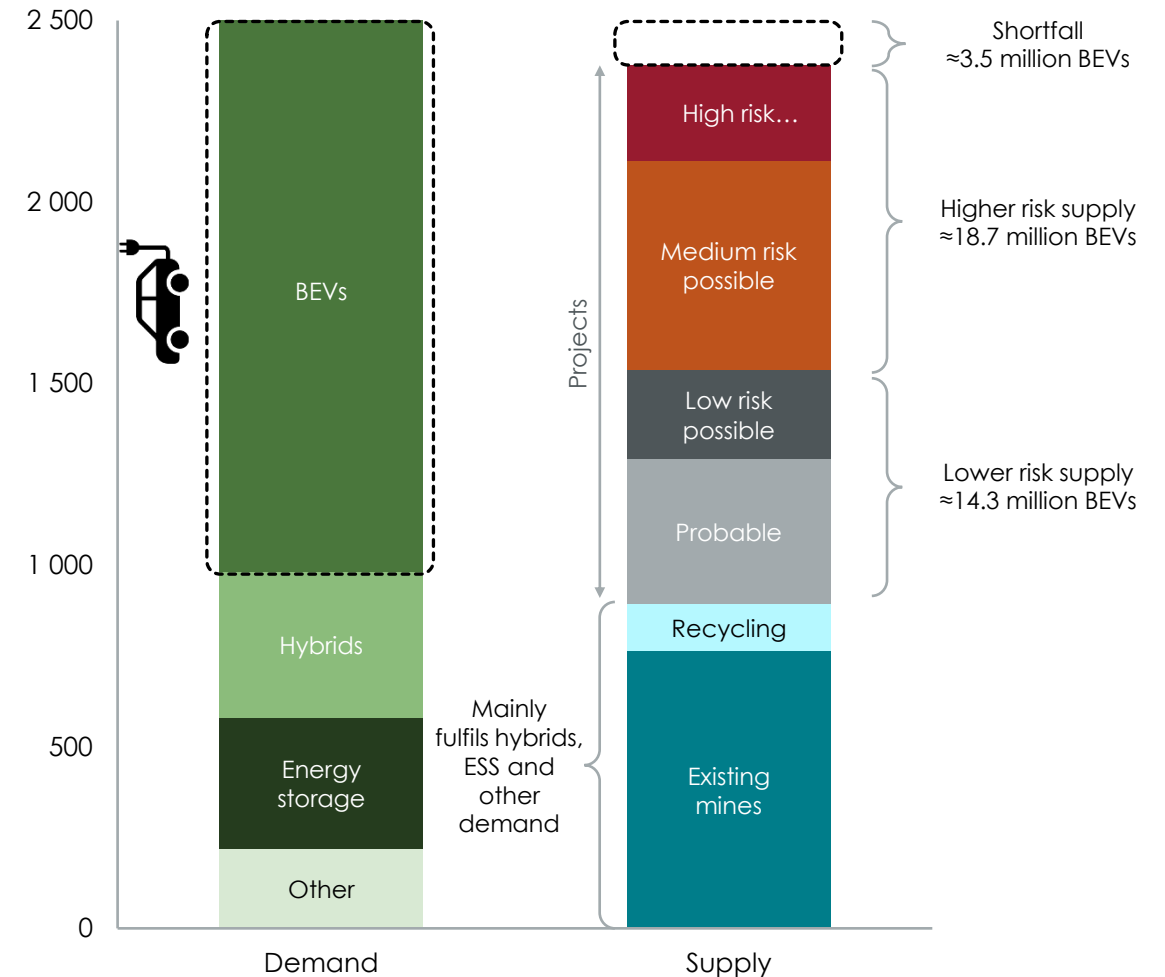 2 500
2 000
1 500
1 000
500
0
BEVs
Hybrids
Energy
storage
Other
Demand
Mainly
fulfils hybrids,
ESS and
other
demand
Projects
High risk…
Medium risk
possible
Low risk
possible
Probable
Recycling
Existing
mines
Supply
Shortfall
≈3.5 million BEVs
Higher risk supply
≈18.7 million BEVs
Lower risk supply
≈14.3 million BEVs